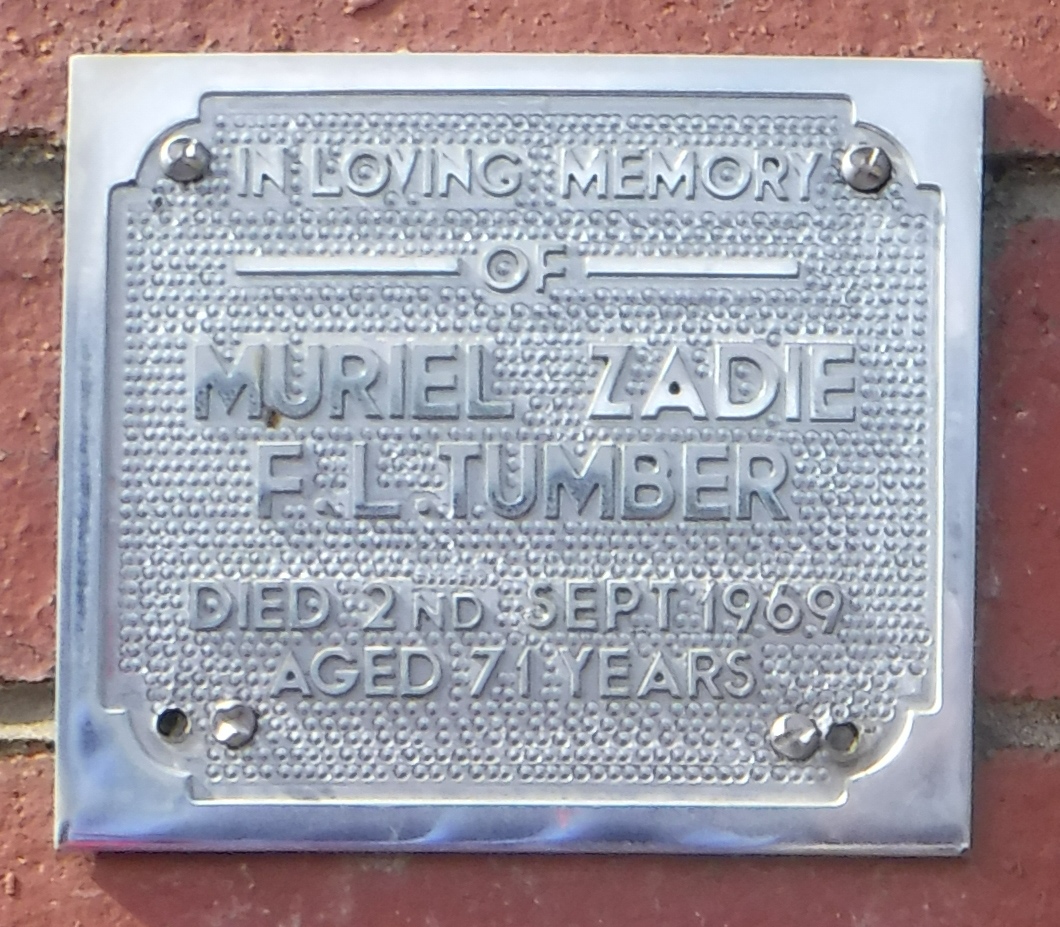 IN LOVING MEMORY
OF
MURIEL ZADIE
F. L. TUMBER
DIED 2ND SEPT. 1969
AGED 71 YEARS